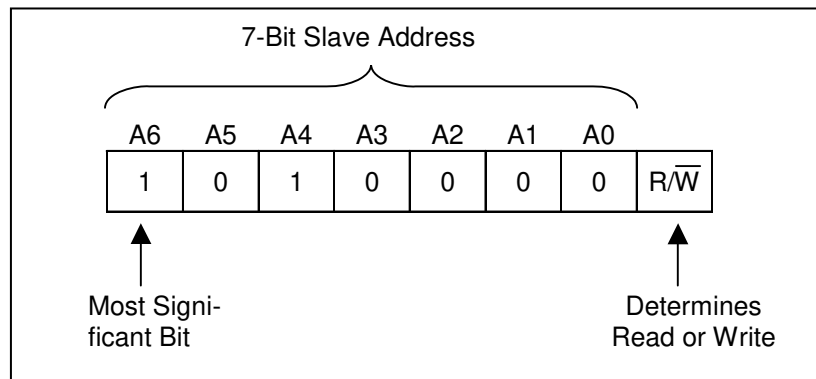 7-Bit Slave Address
A6 A5 A4 A3 A2 A1 A0
1 0 1 0 0 0 0 R/W̅
Most Signi-
ficant Bit
Determines
Read or Write